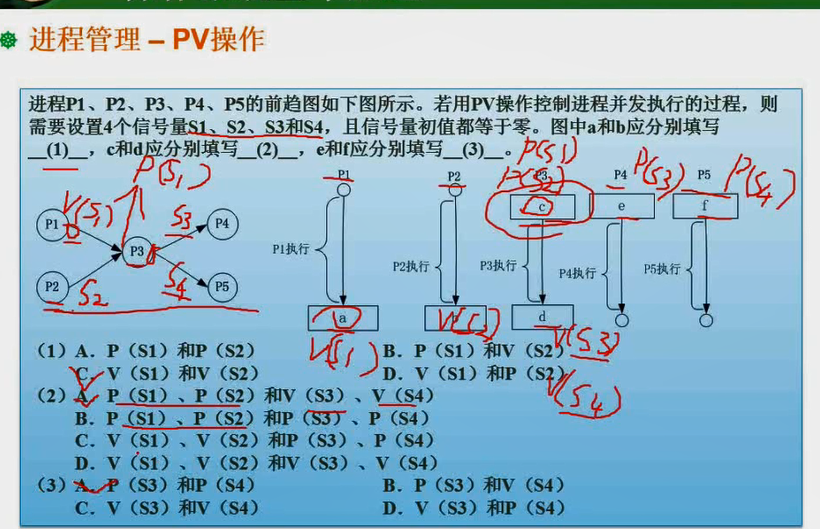 进程管理 – PV操作
进程P1、P2、P3、P4、P5的前趋图如下图所示。若用PV操作控制进程并发执行的过程，则
需要设置4个信号量S1、S2、S3和S4，且信号量初值都等于零。图中a和b应分别填写
__(1)__，c和d应分别填写__(2)__，e和f应分别填写__(3)__。
P(S1)
P(S1)
P(S2)
P(S3)
P(S4)
P1 P2 P3 P4 P5
V(S1)
c e f
P1 S3 P4
P3
P2 S2 S4 P5
P1执行 P2执行 P3执行 P4执行 P5执行
a V(S2) d
V(S1)
V(S3)
V(S4)
（1）A. P（S1）和P（S2） B. P（S1）和V（S2）
C. V（S1）和V（S2） D. V（S1）和P（S2）
（2）A. P（S1）、P（S2）和V（S3）、V（S4）
B. P（S1）、P（S2）和P（S3）、P（S4）
C. V（S1）、V（S2）和P（S3）、P（S4）
D. V（S1）、V（S2）和V（S3）、V（S4）
（3）A. P（S3）和P（S4） B. P（S3）和V（S4）
C. V（S3）和V（S4） D. V（S3）和P（S4）